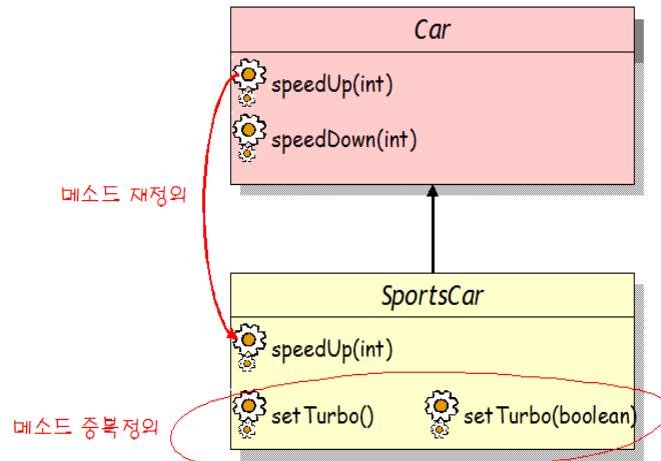 Car
speedUp(int)
speedDown(int)
메소드 재정의
SportsCar
speedUp(int)
메소드 중복정의
setTurbo() setTurbo(boolean)